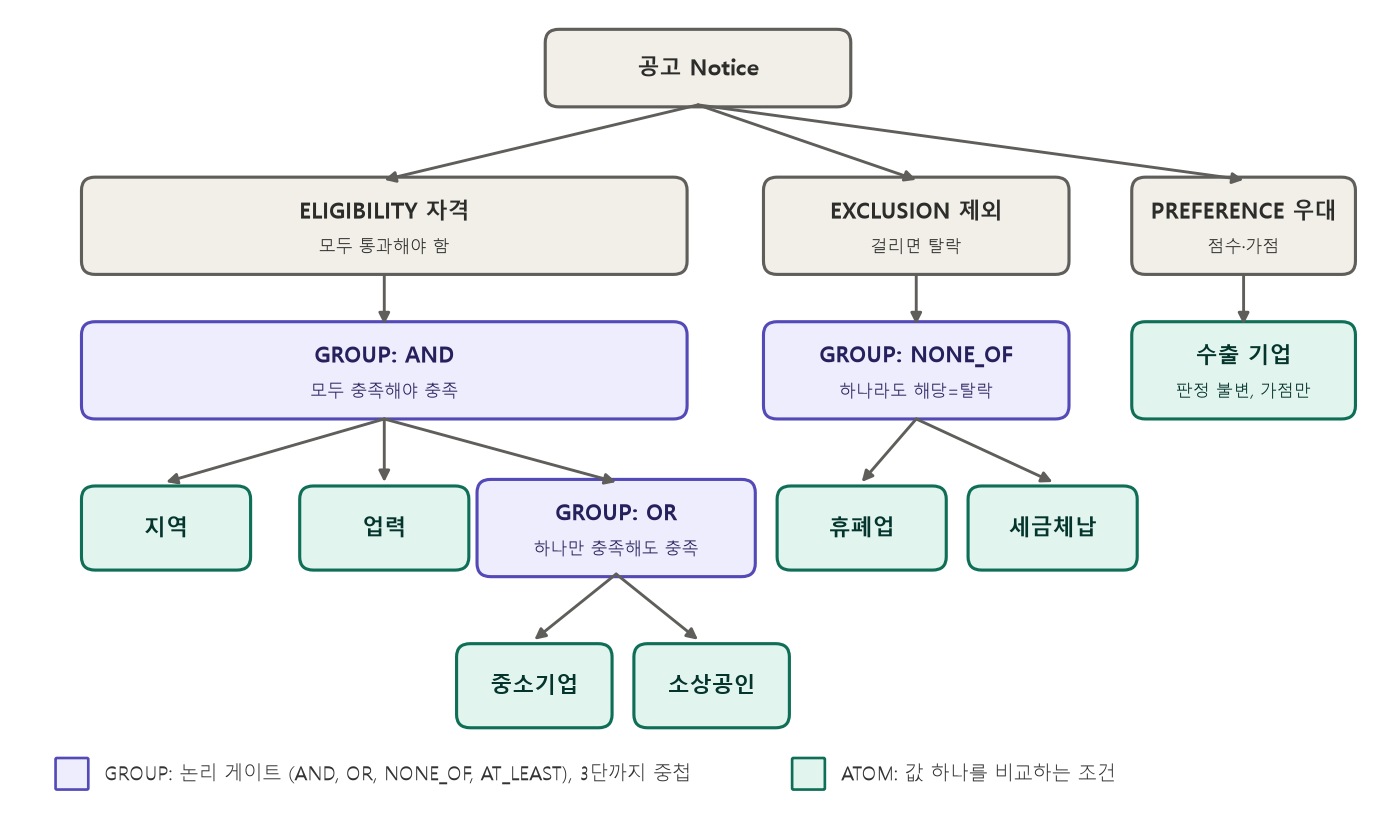 공고 Notice
ELIGIBILITY 자격
모두 통과해야 함
EXCLUSION 제외
걸리면 탈락
PREFERENCE 우대
점수·가점
GROUP: AND
모두 충족해야 충족
GROUP: NONE_OF
하나라도 해당=탈락
수출 기업
판정 불변, 가점만
지역
업력
GROUP: OR
하나만 충족해도 충족
휴폐업
세금체납
중소기업
소상공인
GROUP: 논리 게이트 (AND, OR, NONE_OF, AT_LEAST), 3단까지 중첩
ATOM: 값 하나를 비교하는 조건